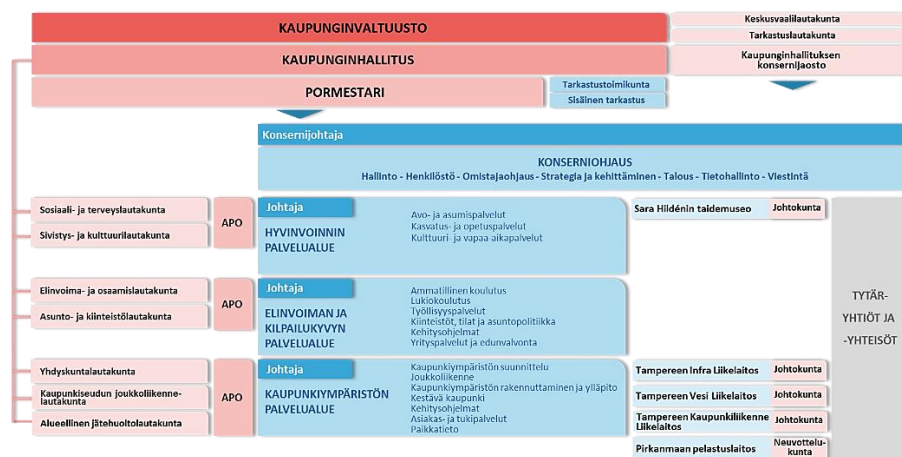 KAUPUNGINVALTUUSTO
Keskusvaalilautakunta
Tarkastuslautakunta
KAUPUNGINHALLITUS
Kaupunginhallituksen
konsernijaosto
PORMESTARI
Tarkastustoimikunta
Sisäinen tarkastus
Konsernijohtaja
KONSERNIOHJAUS
Hallinto - Henkilöstö - Omistajaohjaus - Strategia ja kehittäminen - Talous - Tietohallinto - Viestintä
Sosiaali- ja terveyslautakunta
Sivistys- ja kulttuurilautakunta
APO
Johtaja
HYVINVOINNIN
PALVELUALUE
Avo- ja asumispalvelut
Kasvatus- ja opetuspalvelut
Kulttuuri- ja vapaa aikapalvelut
Sara Hildénin taidemuseo
Johtokunta
Elinvoima- ja osaamislautakunta
Asunto- ja kiinteistölautakunta
APO
Johtaja
ELINVOIMAN JA
KILPAILUKYVYN
PALVELUALUE
Ammatillinen koulutus
Lukiokoulutus
Työllisyyspalvelut
Kiinteistöt, tilat ja asuntopolitiikka
Kehitysohjelmat
Yrityspalvelut ja edunvalvonta
TYTÄR-
YHTIÖT JA
-YHTEISÖT
Yhdyskuntalautakunta
Kaupunkiseudun joukkoliikenne-
lautakunta
Alueellinen jätehuoltolautakunta
APO
Johtaja
KAUPUNKIYMPÄRISTÖN
PALVELUALUE
Kaupunkiympäristön suunnittelu
Joukkoliikenne
Kaupunkiympäristön rakennuttaminen ja ylläpito
Kestävä kaupunki
Kehitysohjelmat
Asiakas- ja tukipalvelut
Paikkatieto
Tampereen Infra Liikelaitos
Johtokunta
Tampereen Vesi Liikelaitos
Johtokunta
Tampereen Kaupunkiliikenne
Liikelaitos
Johtokunta
Pirkanmaan pelastuslaitos
Neuvottelu-
kunta